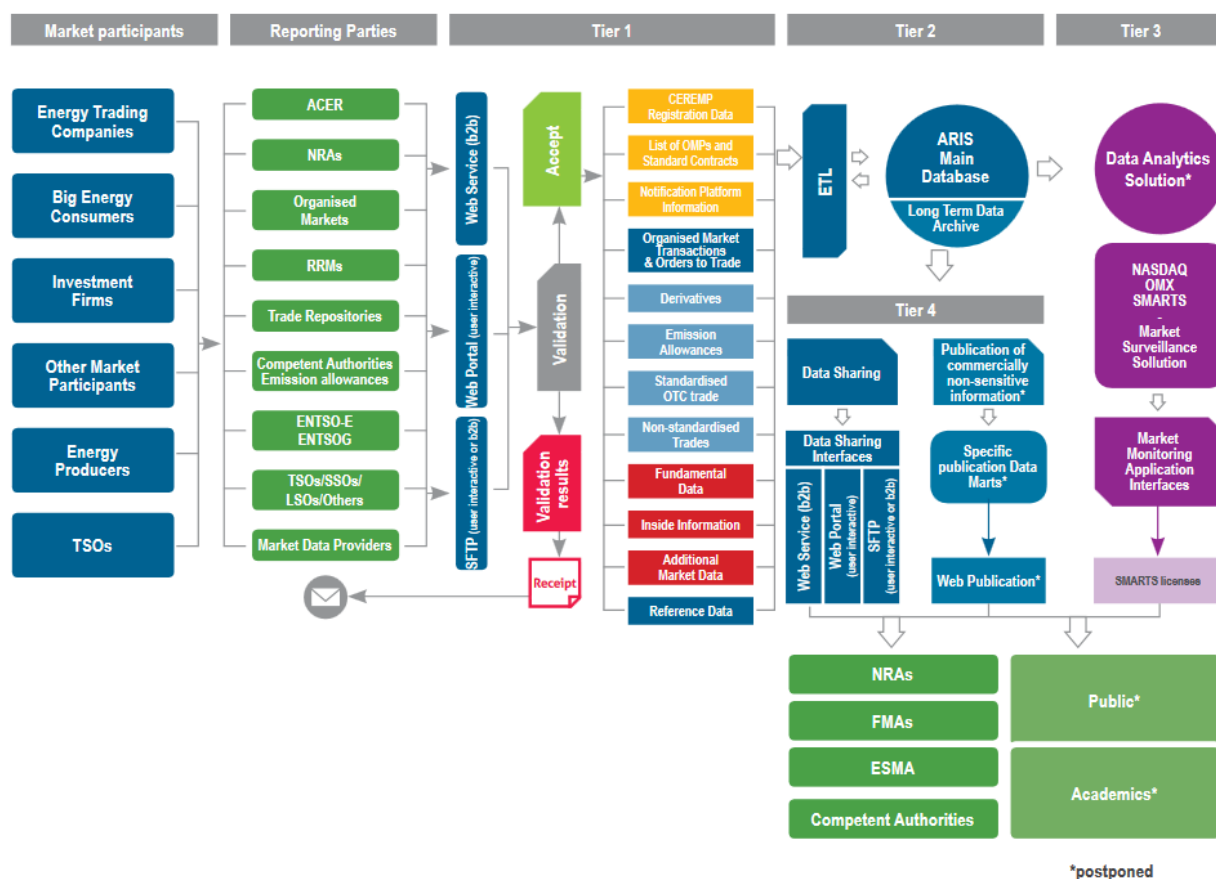 Market participants
Reporting Parties
Tier 1
Tier 2
Tier 3
Energy Trading
Companies
Big Energy
Consumers
Investment
Firms
Other Market
Participants
Energy
Producers
TSOs
ACER
NRAs
Organised
Markets
RRMs
Trade Repositories
Competent Authorities
Emission allowances
ENTSO-E
ENTSOG
TSOs/SSOs/
LSOs/Others
Market Data Providers
Web Service (b2b)
Web Portal (user interactive)
SFTP (user interactive or b2b)
Accept
Validation
Validation
results
Receipt
CEREMP
Registration Data
List of OMPs and
Standard Contracts
Notification Platform
Information
Organised Market
Transactions
& Orders to Trade
Derivatives
Emission
Allowances
Standardised
OTC trade
Non-standardised
Trades
Fundamental
Data
Inside Information
Additional
Market Data
Reference Data
ETL
ARIS
Main
Database
Long Term Data
Archive
Tier 4
Data Sharing
Publication of
commercially
non-sensitive
information*
Data Sharing
Interfaces
Web Service (b2b)
Web Portal
(user interactive)
SFTP
(user interactive or b2b)
Specific
publication Data
Marts*
Web Publication*
Data Analytics
Solution*
NASDAQ
OMX
SMARTS
-
Market
Surveillance
Solution
Market
Monitoring
Application
Interfaces
SMARTS licenses
NRAs
FMAs
ESMA
Competent Authorities
Public*
Academics*
*postponed